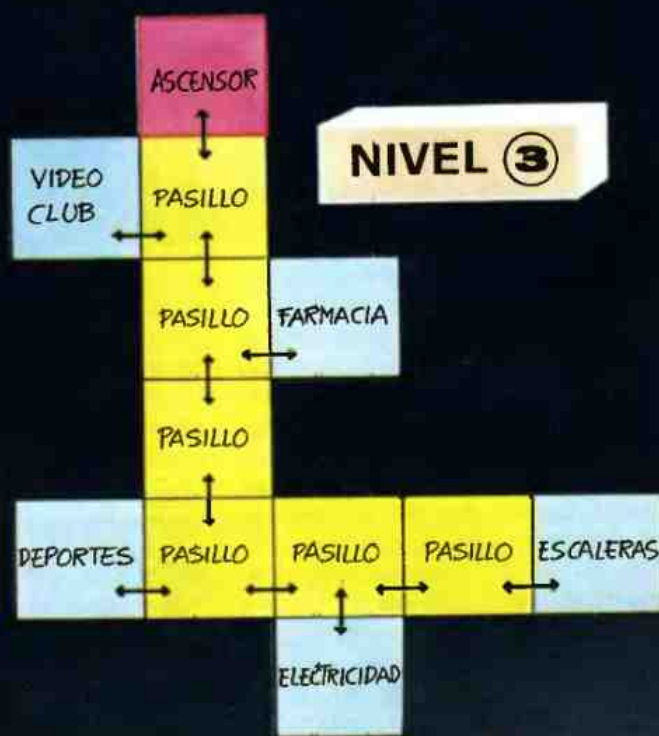 ASCENSOR
NIVEL 3
VIDEO
CLUB
PASILLO
PASILLO
FARMACIA
PASILLO
DEPORTES
PASILLO
PASILLO
PASILLO
ESCALERAS
ELECTRICIDAD